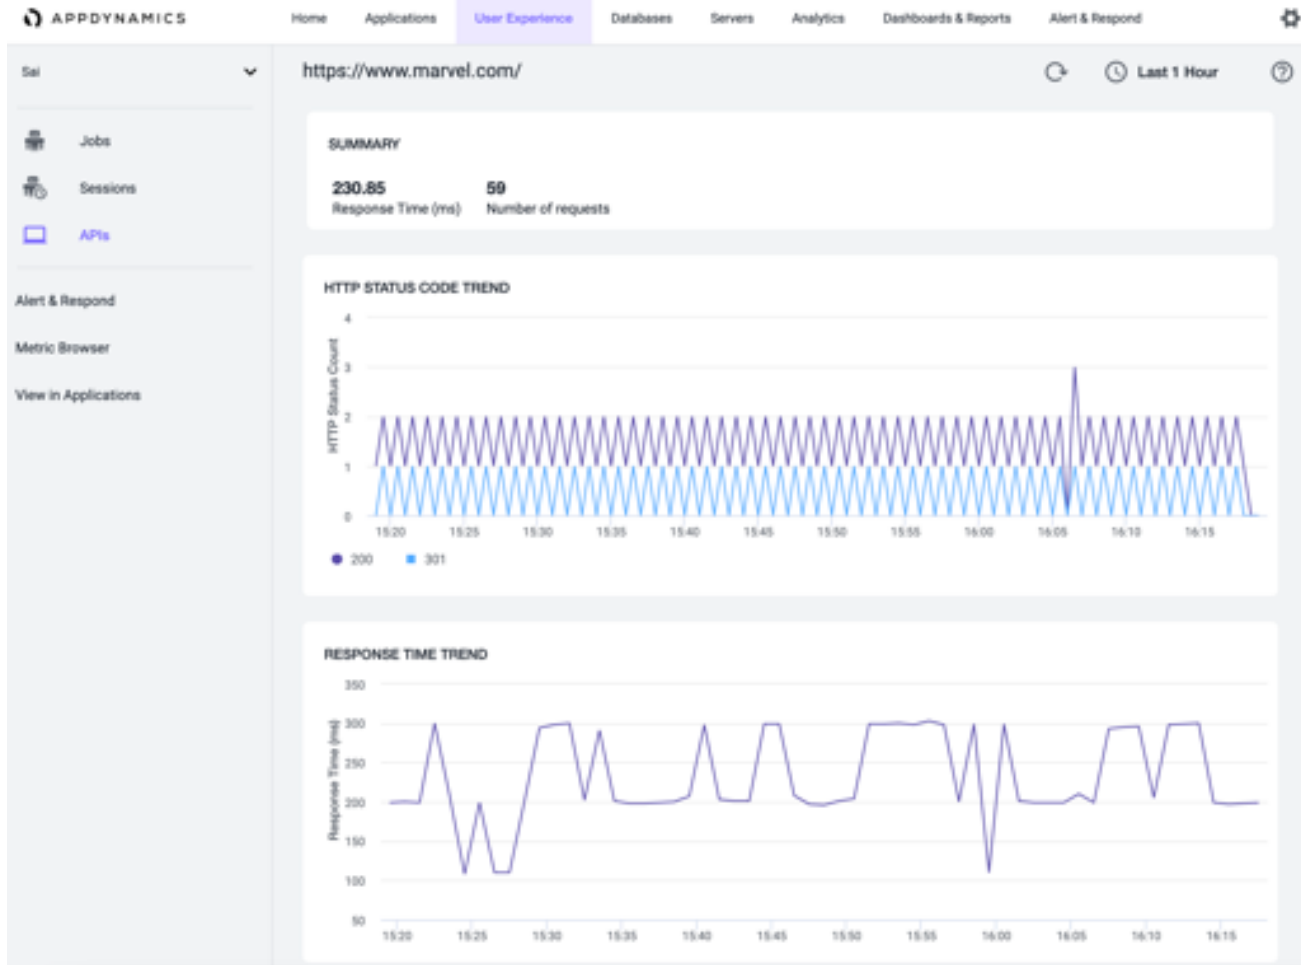 APPDYNAMICS
Home Applications User Experience Databases Servers Analytics Dashboards & Reports Alert & Respond
Sai
https://www.marvel.com/
Last 1 Hour
Jobs
Sessions
APIs
Alert & Respond
Metric Browser
View in Applications
SUMMARY
230.85 59
Response Time (ms) Number of requests
HTTP STATUS CODE TREND
HTTP Status Count
4
3
2
1
0
15:20 15:25 15:30 15:35 15:40 15:45 15:50 15:55 16:00 16:05 16:10 16:15
200 301
RESPONSE TIME TREND
Response Time (ms)
350
300
250
200
150
100
50
15:20 15:25 15:30 15:35 15:40 15:45 15:50 15:55 16:00 16:05 16:10 16:15